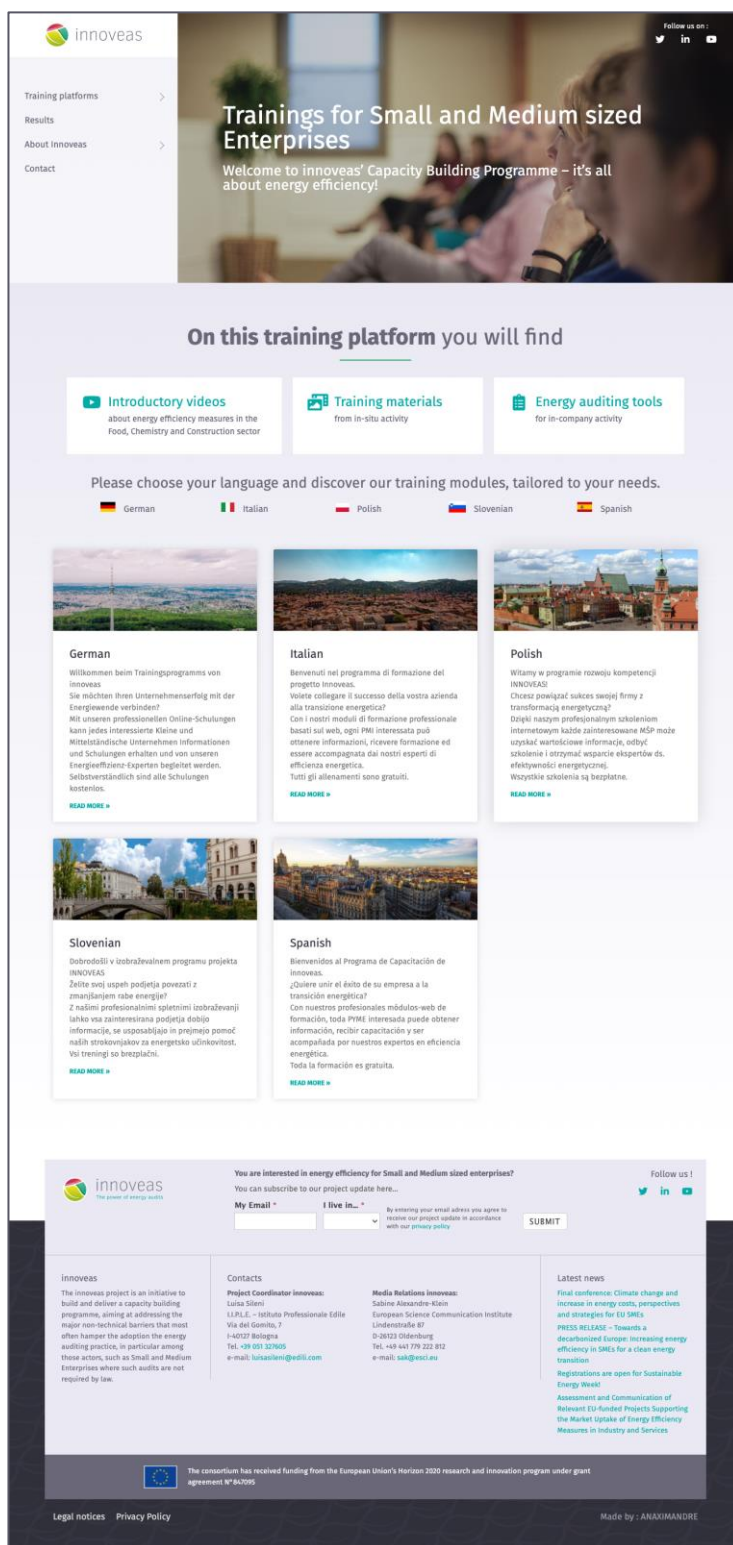 innoveas
Follow us on :
Training platforms
Results
About Innoveas
Contact
Trainings for Small and Medium sized
Enterprises
Welcome to innoveas' Capacity Building Programme – it's all
about energy efficiency!
On this training platform you will find
Introductory videos
about energy efficiency measures in the
Food, Chemistry and Construction sector
Training materials
from in-situ activity
Energy auditing tools
for in-company activity
Please choose your language and discover our training modules, tailored to your needs.
German
Italian
Polish
Slovenian
Spanish
German
Willkommen beim Trainingsprogramms von
innoveas
Sie möchten Ihren Unternehmenserfolg mit der
Energiewende verbinden?
Mit unseren professionellen Online-Schulungen
kann jedes interessierte Kleine und
Mittelständische Unternehmen Informationen
und Schulungen erhalten und von unseren
Energieeffizienz-Experten begleitet werden.
Selbstverständlich sind alle Schulungen
kostenlos.
READ MORE »
Italian
Benvenuti nel programma di formazione del
progetto Innoveas.
Volete collegare il successo della vostra azienda
alla transizione energetica?
Con i nostri moduli di formazione professionale
basati sul web, ogni PMI interessata può
ottenere informazioni, ricevere formazione ed
essere accompagnata dai nostri esperti di
efficienza energetica.
Tutti gli allenamenti sono gratuiti.
READ MORE »
Polish
Witamy w programie rozwoju kompetencji
INNOVEAS!
Chcesz powiązać sukces swojej firmy z
transformacją energetyczną?
Dzięki naszym profesjonalnym szkoleniom
internetowym każde zainteresowane MŚP może
uzyskać wartościowe informacje, odbyć
szkolenie i otrzymać wsparcie ekspertów ds.
efektywności energetycznej.
Wszystkie szkolenia są bezpłatne.
READ MORE »
Slovenian
Dobrodošli v izobraževalnem programu projekta
INNOVEAS
Želite svoj uspeh podjetja povezati z
zmanjšanjem rabe energije?
Z našimi profesionalnimi spletnimi izobraževanji
lahko vsa zainteresirana podjetja dobijo
informacije, se usposabljajo in prejmejo pomoč
naših strokovnjakov za energetsko učinkovitost.
Vsi treningi so brezplačni.
READ MORE »
Spanish
Bienvenidos al Programa de Capacitación de
innoveas.
¿Quiere unir el éxito de su empresa a la
transición energética?
Con nuestros profesionales módulos-web de
formación, toda PYME interesada puede obtener
información, recibir capacitación y ser
acompañada por nuestros expertos en eficiencia
energética.
Toda la formación es gratuita.
READ MORE »
innoveas
The power of energy audits
You are interested in energy efficiency for Small and Medium sized enterprises?
You can subscribe to our project update here...
My Email *
I live in... *
By entering your email adress you agree to
receive our project update in accordance
with our privacy policy
SUBMIT
Follow us !
innoveas
The innoveas project is an initiative to
build and deliver a capacity building
programme, aiming at addressing the
major non-technical barriers that most
often hamper the adoption the energy
auditing practice, in particular among
those actors, such as Small and Medium
Enterprises where such audits are not
required by law.
Contacts
Project Coordinator innoveas:
Luisa Sileni
I.I.P.L.E. – Istituto Professionale Edile
Via del Gomito, 7
I-40127 Bologna
Tel. +39 051 327605
e-mail: luisasileni@edili.com
Media Relations innoveas:
Sabine Alexandre-Klein
European Science Communication Institute
Lindenstraße 87
D-26123 Oldenburg
Tel. +49 441 779 222 812
e-mail: sak@esci.eu
Latest news
Final conference: Climate change and
increase in energy costs, perspectives
and strategies for EU SMEs
PRESS RELEASE – Towards a
decarbonized Europe: Increasing energy
efficiency in SMEs for a clean energy
transition
Registrations are open for Sustainable
Energy Week!
Assessment and Communication of
Relevant EU-funded Projects Supporting
the Market Uptake of Energy Efficiency
Measures in Industry and Services
The consortium has received funding from the European Union's Horizon 2020 research and innovation program under grant
agreement N°847095
Legal notices Privacy Policy
Made by : ANAXIMANDRE